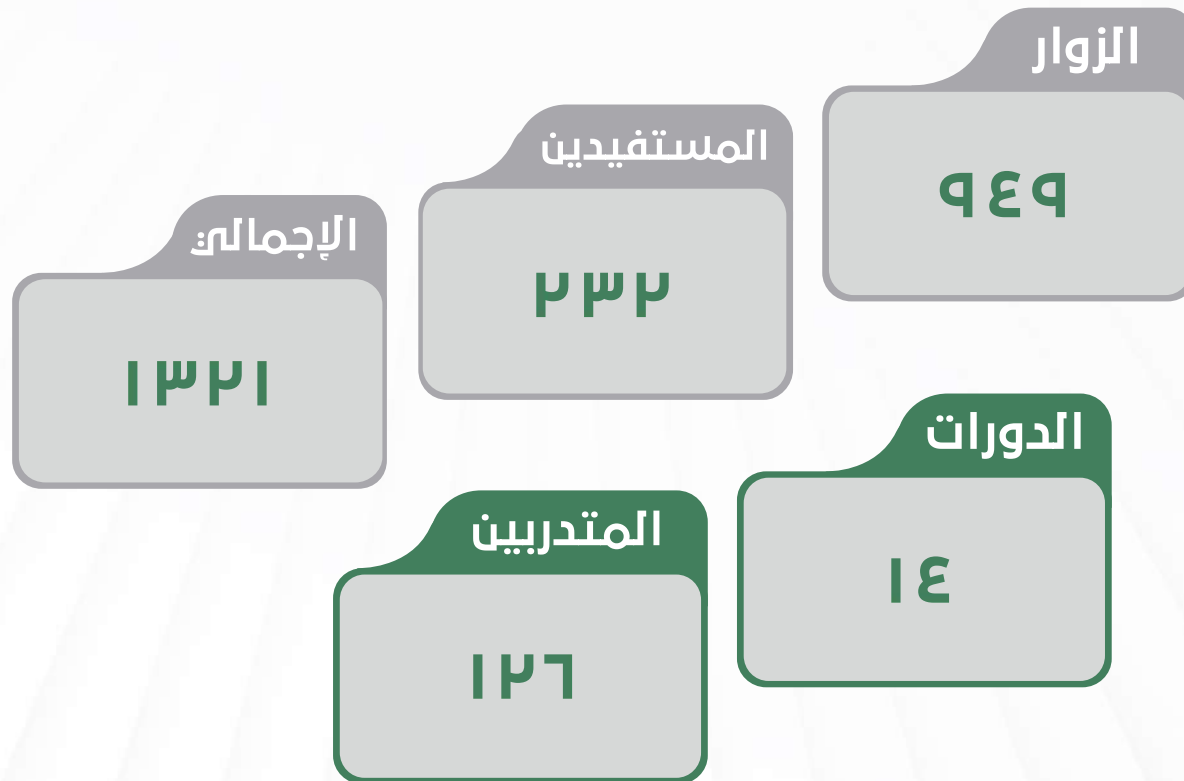 الزوار
٩٤٩
المستفيدين
٢٣٢
الإجمالي
١٣٢١
الدورات
١٤
المتدربين
١٢٦